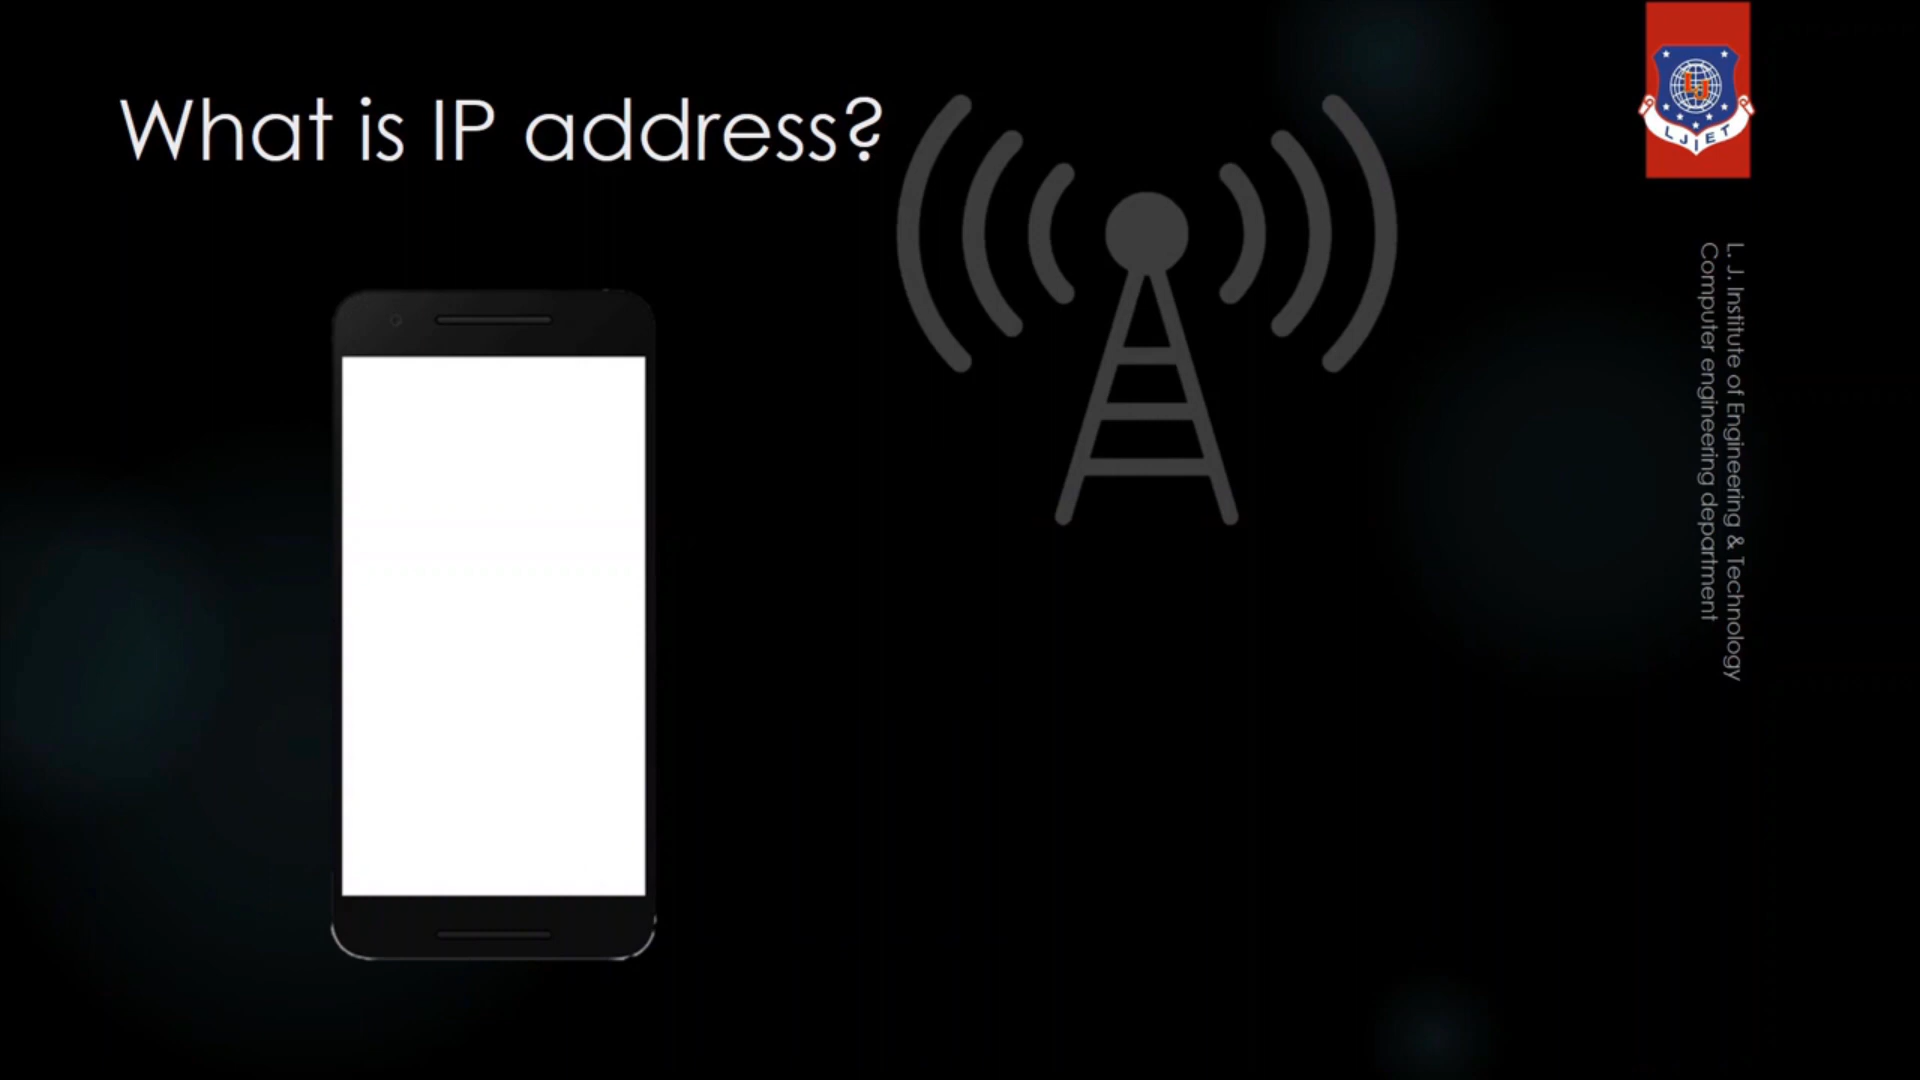 What is IP address?
LJIET
L. J. Institute of Engineering & Technology
Computer engineering department